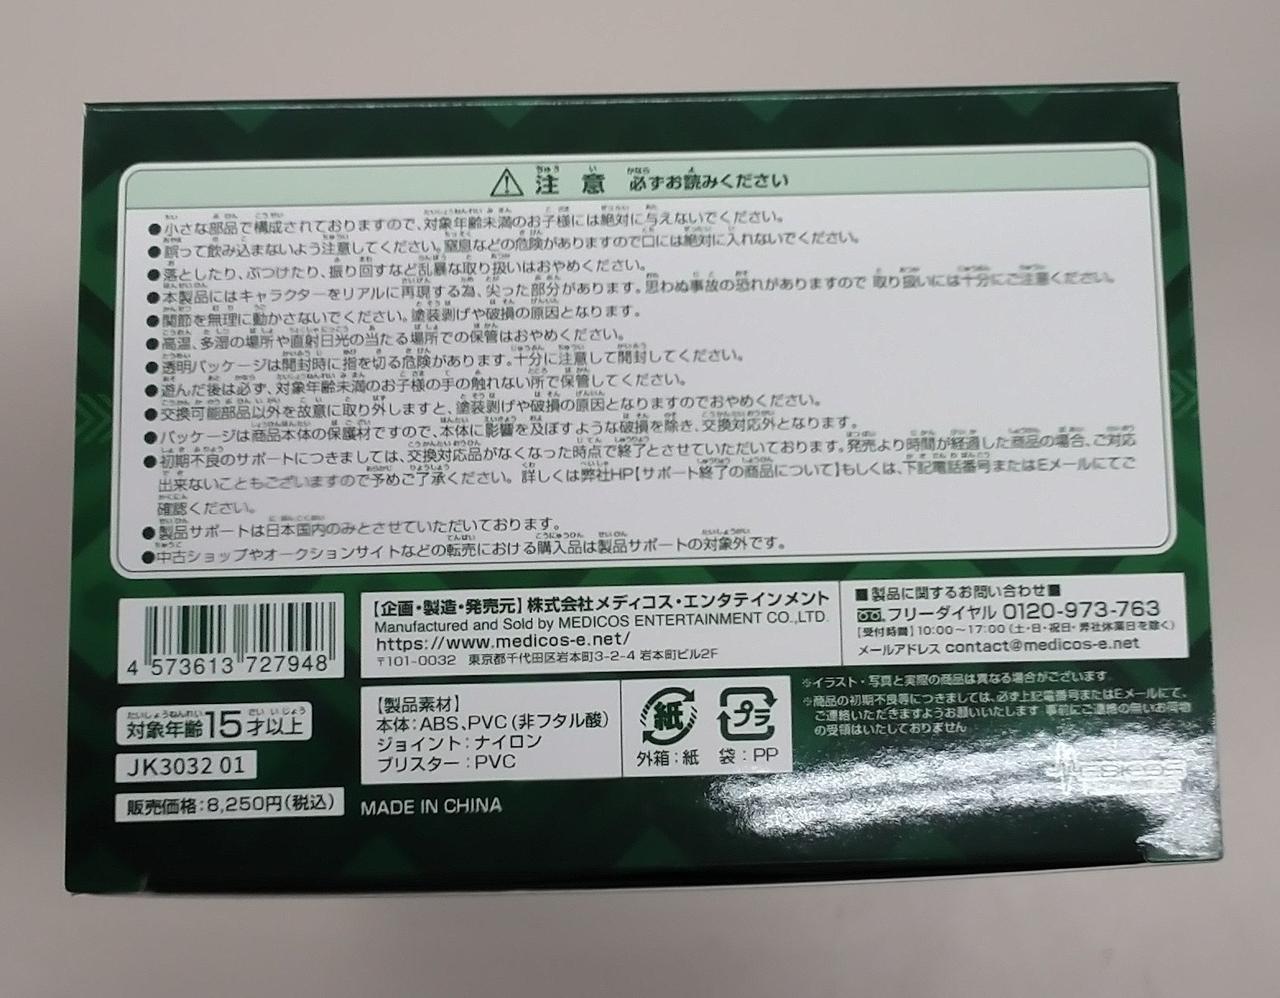 注意 必ずお読みください
●小さな部品で構成されておりますので、対象年齢未満のお子様には絶対に与えないでください。
●誤って飲み込まないよう注意してください。窒息などの危険がありますので口には絶対に入れないでください。
●落としたり、ぶつけたり、振り回すなど乱暴な取り扱いはおやめください。
●本製品にはキャラクターをリアルに再現する為、尖った部分があります。思わぬ事故の恐れがありますので取り扱いには十分にご注意ください。
●関節を無理に動かさないでください。塗装剥げや破損の原因となります。
●高温、多湿の場所や直射日光の当たる場所での保管はおやめください。
●透明パッケージは開封時に指を切る危険があります。十分に注意して開封してください。
●遊んだ後は必ず、対象年齢未満のお子様の手の触れない所で保管してください。
●交換可能部品以外を故意に取り外しますと、塗装剥げや破損の原因となりますのでおやめください。
●パッケージは商品本体の保護材ですので、本体に影響を及ぼすような破損を除き、交換対応外となります。
●初期不良のサポートにつきましては、交換対応品がなくなった時点で終了とさせていただいております。発売より時間が経過した商品の場合、ご対応
出来ないこともございますので予めご了承ください。詳しくは弊社HP【サポート終了の商品について】もしくは、下記電話番号またはEメールにてご
確認ください。
●製品サポートは日本国内のみとさせていただいております。
●中古ショップやオークションサイトなどの転売における購入品は製品サポートの対象外です。
4 573613 727948
対象年齢15才以上
JK3032 01
販売価格:8,250円(税込)
【企画・製造・発売元】株式会社メディコス・エンタテインメント
Manufactured and Sold by MEDICOS ENTERTAINMENT CO.,LTD.
https://www.medicos-e.net/
〒101-0032 東京都千代田区岩本町3-2-4 岩本町ビル2F
■製品に関するお問い合わせ■
フリーダイヤル 0120-973-763
【受付時間】10:00〜17:00(土・日・祝日・弊社休業日を除く)
メールアドレス contact@medicos-e.net
【製品素材】
本体:ABS、PVC(非フタル酸)
ジョイント:ナイロン
ブリスター:PVC
紙
プラ
外箱:紙 袋:PP
MADE IN CHINA
※イラスト・写真と実際の商品は異なる場合がございます。
※商品の初期不良等につきましては、必ず上記電話番号またはEメールにて、
ご連絡いただきますようお願いいたします 事前にご連絡の無いお荷物
の受領はいたしておりません